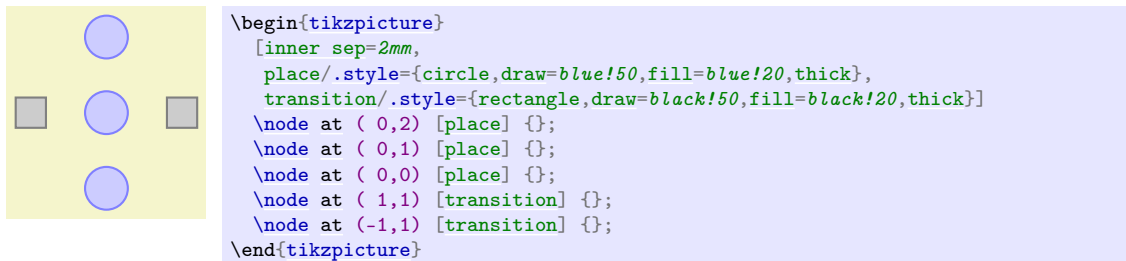 \begin{tikzpicture}
[inner sep=2mm,
place/.style={circle,draw=blue!50,fill=blue!20,thick},
transition/.style={rectangle,draw=black!50,fill=black!20,thick}]
\node at ( 0,2) [place] {};
\node at ( 0,1) [place] {};
\node at ( 0,0) [place] {};
\node at ( 1,1) [transition] {};
\node at (-1,1) [transition] {};
\end{tikzpicture}